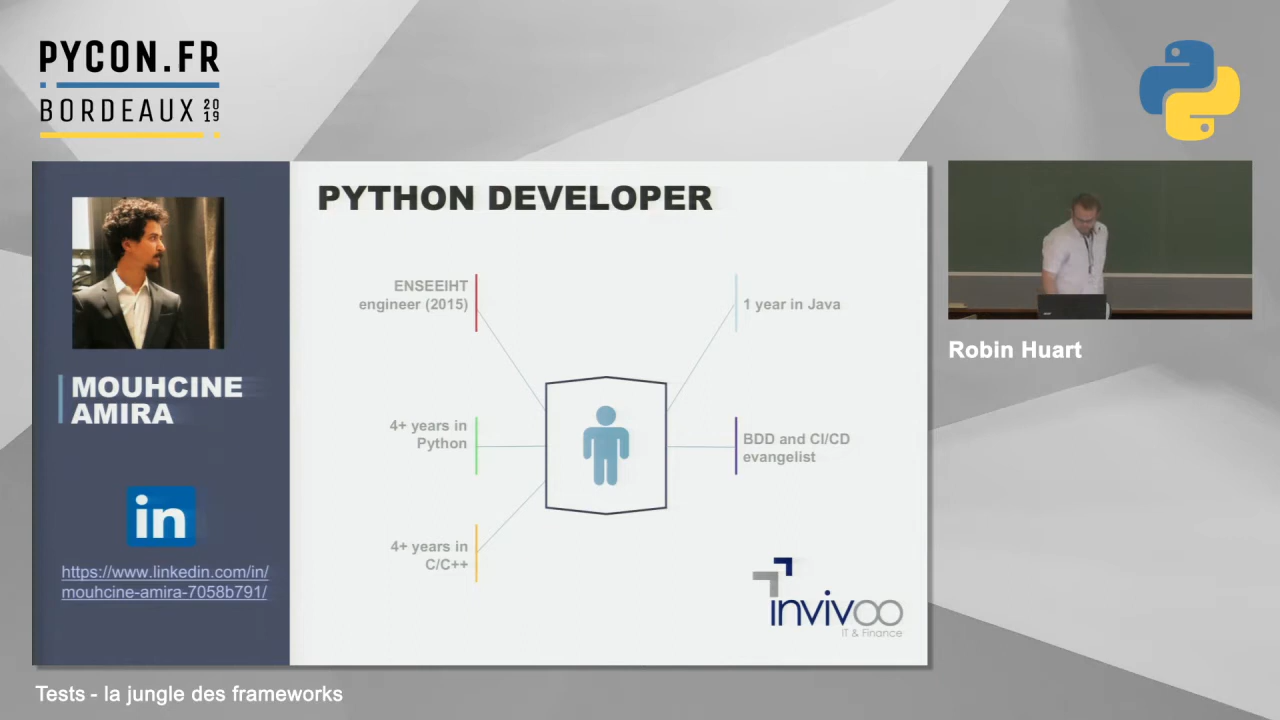 PYCON.FR
BORDEAUX 20 19
PYTHON DEVELOPER
MOUHCINE
AMIRA
in
https://www.linkedin.com/in/
mouhcine-amira-7058b791/
ENSEEIHT
engineer (2015)
4+ years in
Python
4+ years in
C/C++
1 year in Java
BDD and CI/CD
evangelist
invivoo
IT & Finance
Robin Huart
Tests - la jungle des frameworks